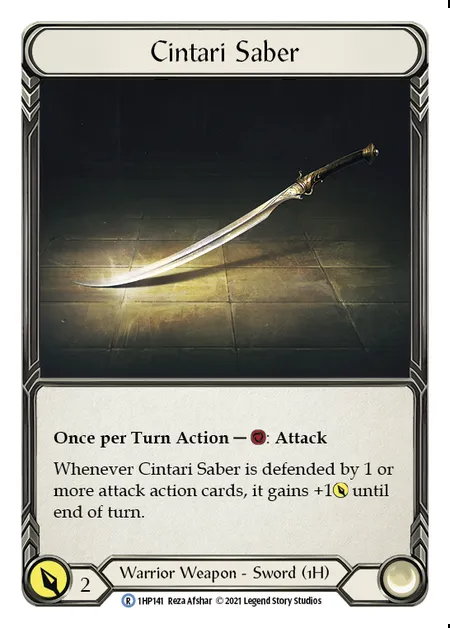 Cintari Saber
Once per Turn Action — : Attack
Whenever Cintari Saber is defended by 1 or
more attack action cards, it gains +1 until
end of turn.
2
Warrior Weapon - Sword (1H)
R 1HP141 Reza Afshar © 2021 Legend Story Studios